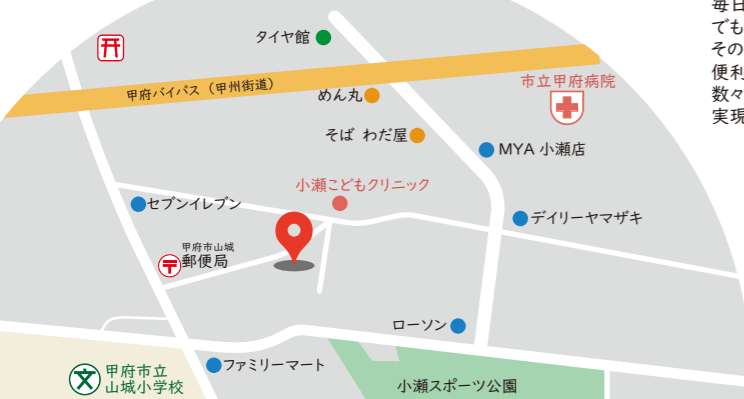 毎日
でも
その
便利
数々
実現
タイヤ館
甲府バイパス（甲州街道）
めん丸
市立甲府病院
そば わだ屋
MYA 小瀬店
小瀬こどもクリニック
セブンイレブン
デイリーヤマザキ
甲府市山城
郵便局
ローソン
ファミリーマート
文
甲府市立
山城小学校
小瀬スポーツ公園